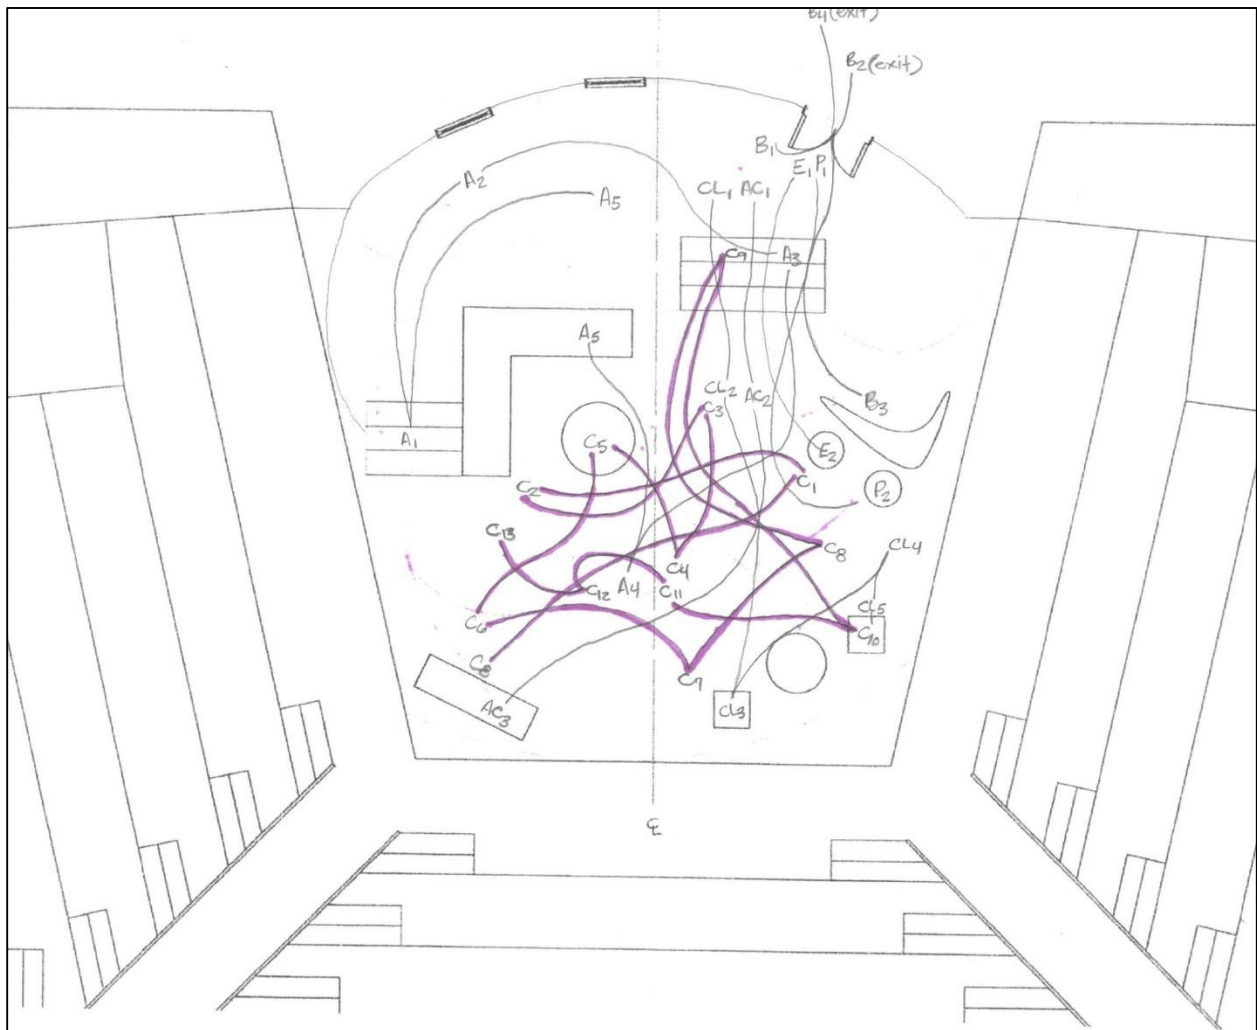 B4(exit)
B2(exit)
B1
E1 P1
A2
A5
CL1 AC1
C9
A3
A5
CL2 AC2
C3
B3
A1
C5
E2
C2
C1
P2
C13
C8
CL4
C4
C12 A4 C11
CL5
C6
C10
C8
C7
AC3
CL3
℄